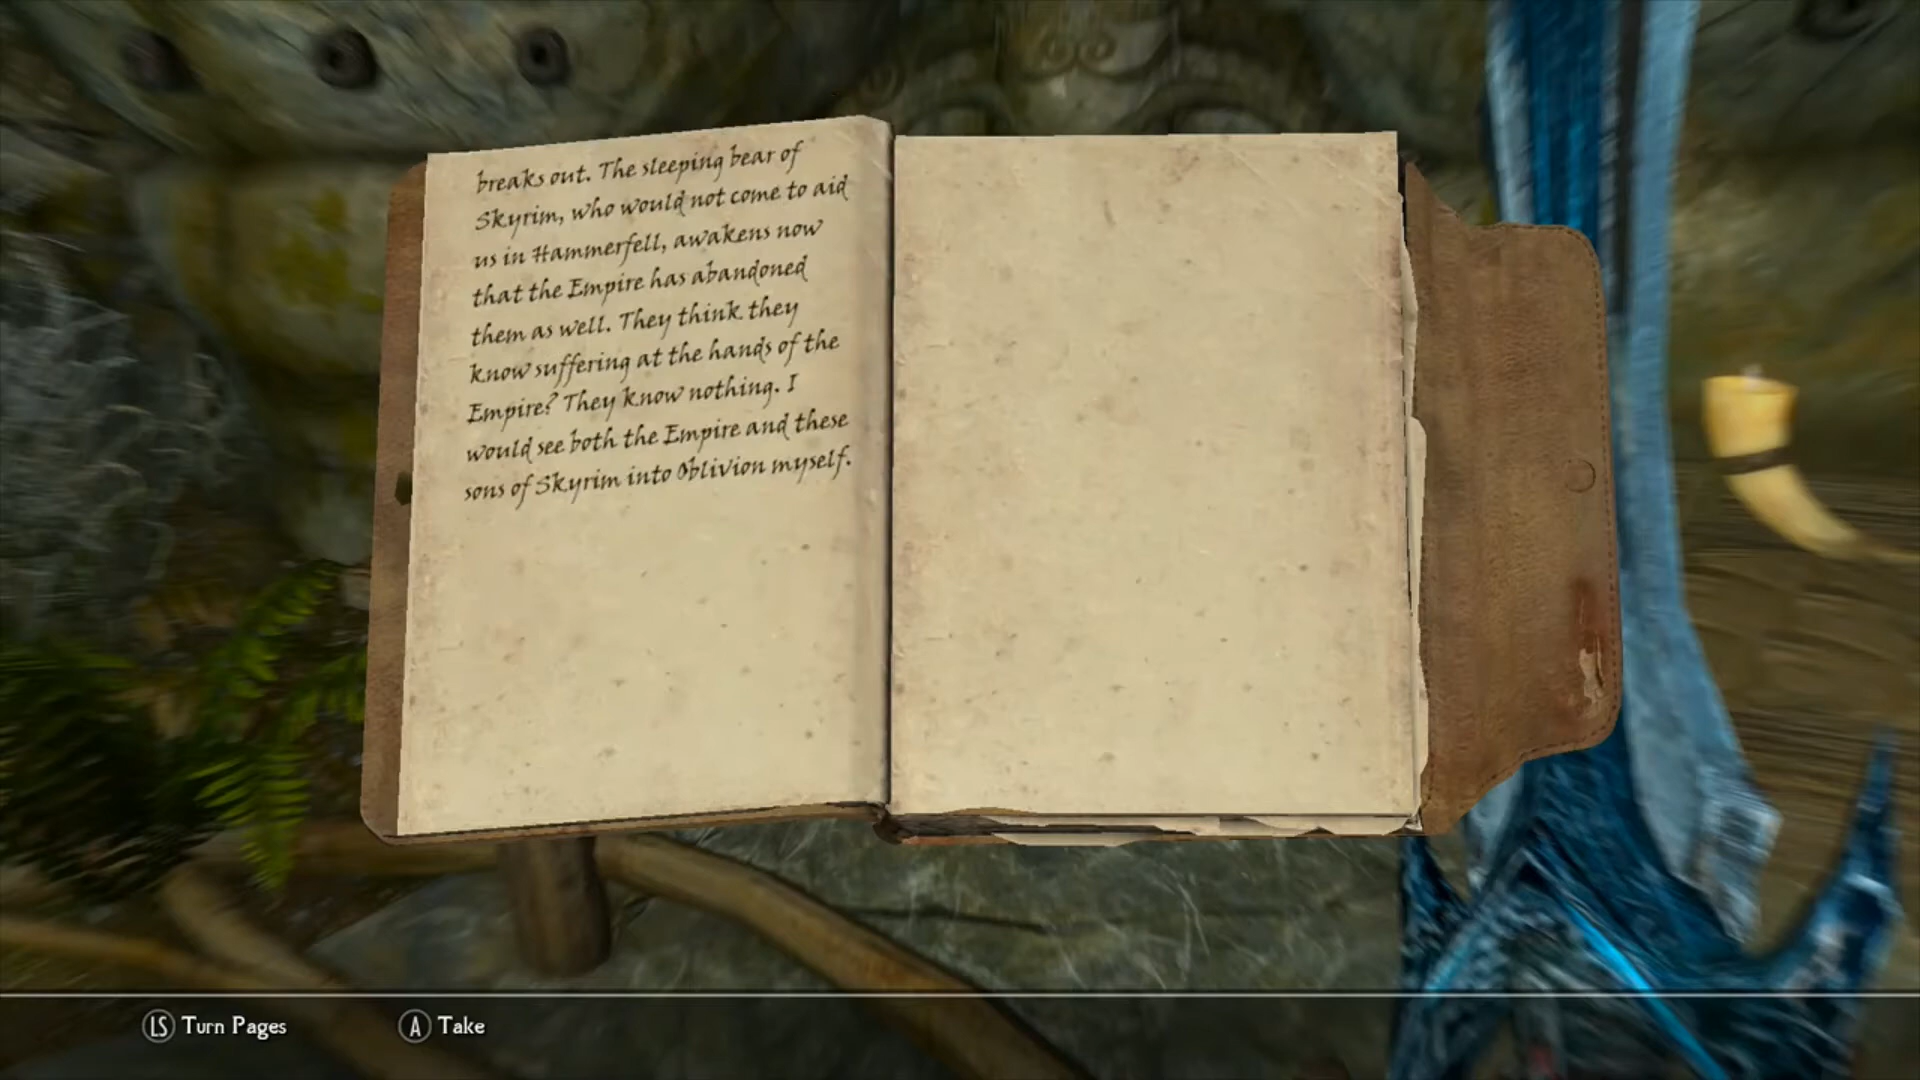 breaks out. The sleeping bear of
Skyrim, who would not come to aid
us in Hammerfell, awakens now
that the Empire has abandoned
them as well. They think they
know suffering at the hands of the
Empire? They know nothing. I
would see both the Empire and these
sons of Skyrim into Oblivion myself.
LS Turn Pages
A Take